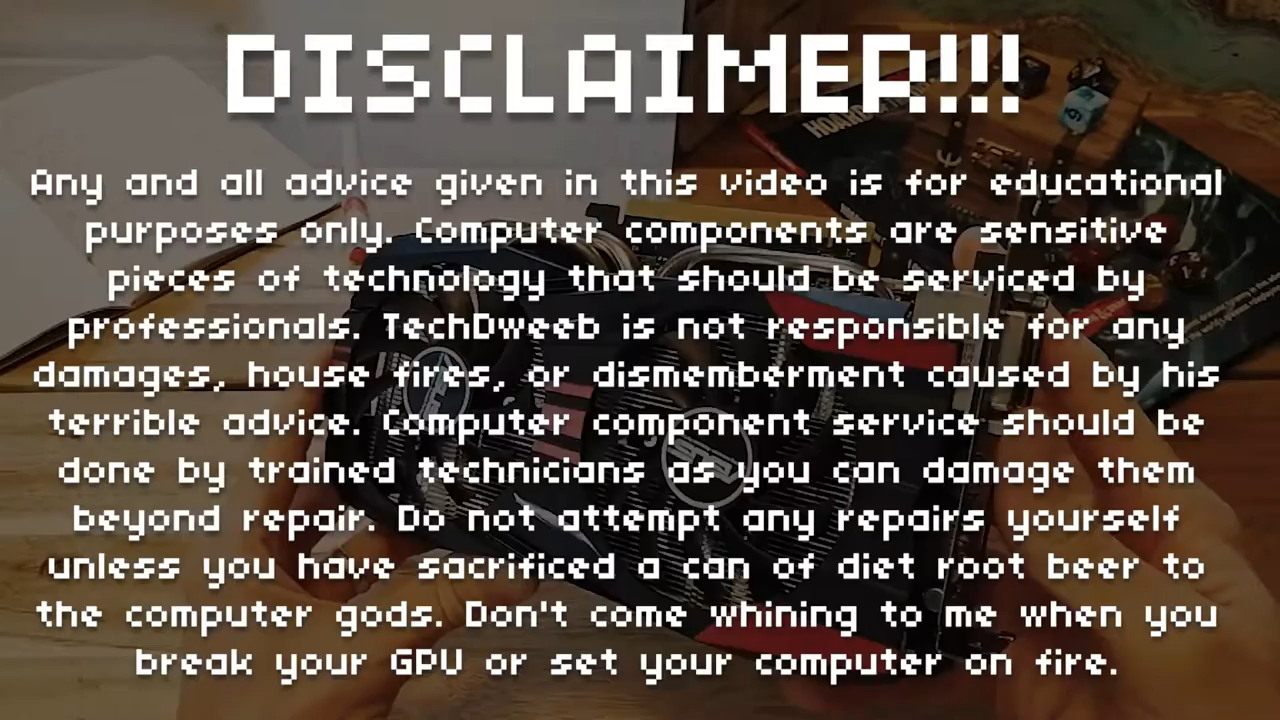 DISCLAIMER!!!
Any and all advice given in this video is for educational
purposes only. Computer components are sensitive
pieces of technology that should be serviced by
professionals. TechDweeb is not responsible for any
damages, house fires, or dismemberment caused by his
terrible advice. Computer component service should be
done by trained technicians as you can damage them
beyond repair. Do not attempt any repairs yourself
unless you have sacrificed a can of diet root beer to
the computer gods. Don't come whining to me when you
break your GPU or set your computer on fire.